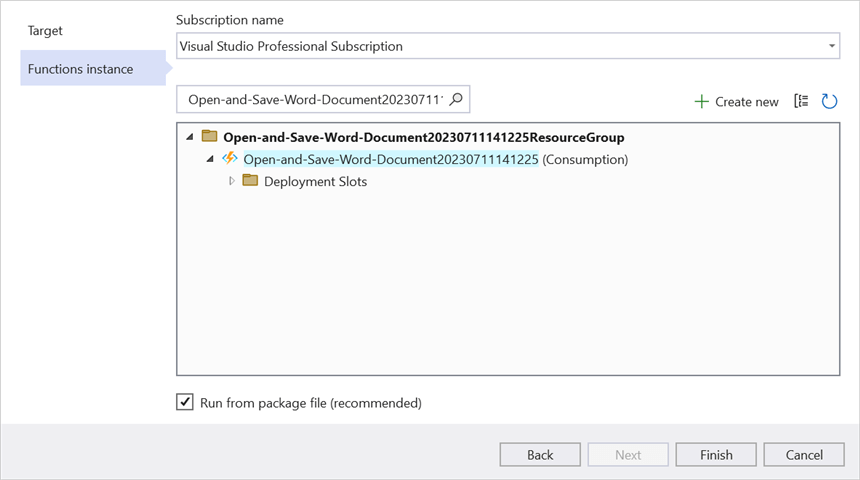 Target
Functions instance
Subscription name
Visual Studio Professional Subscription
Open-and-Save-Word-Document20230711
Create new
Open-and-Save-Word-Document20230711141225ResourceGroup
Open-and-Save-Word-Document20230711141225 (Consumption)
Deployment Slots
Run from package file (recommended)
Back Next Finish Cancel